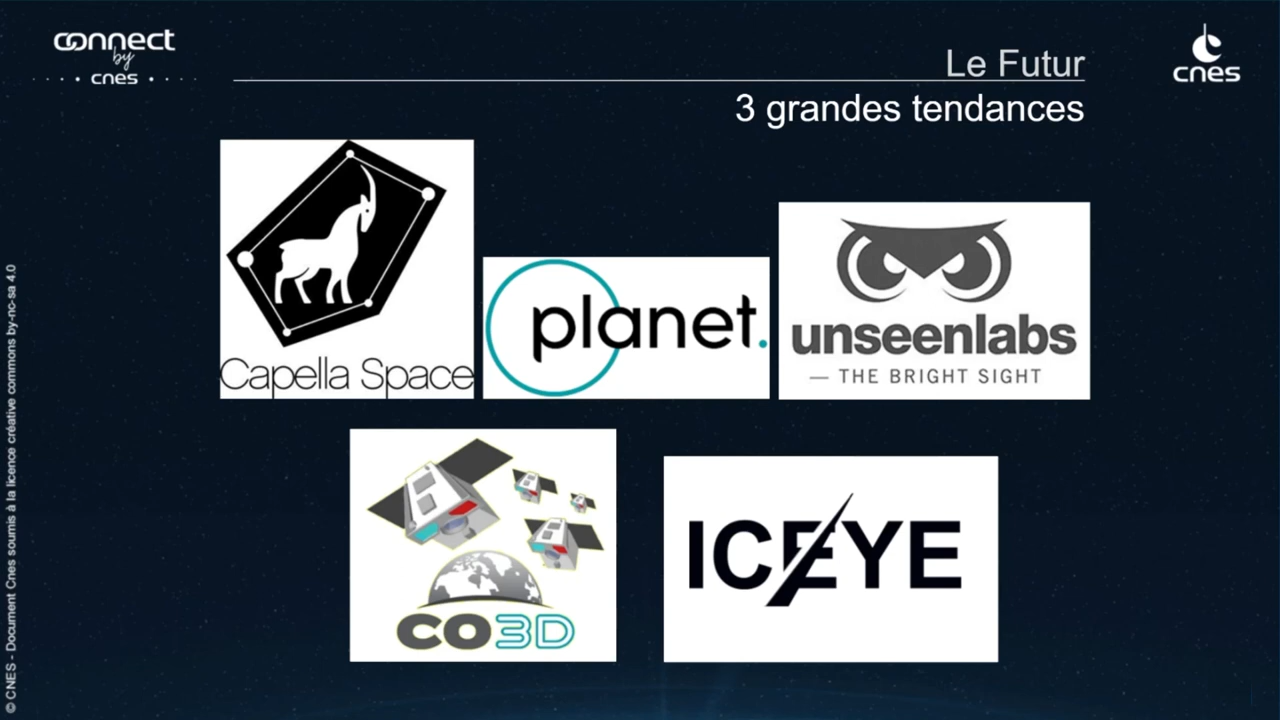 connect
by
cnes
cnes
Le Futur
3 grandes tendances
Capella Space
planet.
unseenlabs
— THE BRIGHT SIGHT
CO3D
ICEYE
© CNES - Document Cnes soumis à la licence créative commons by-nc-sa 4.0